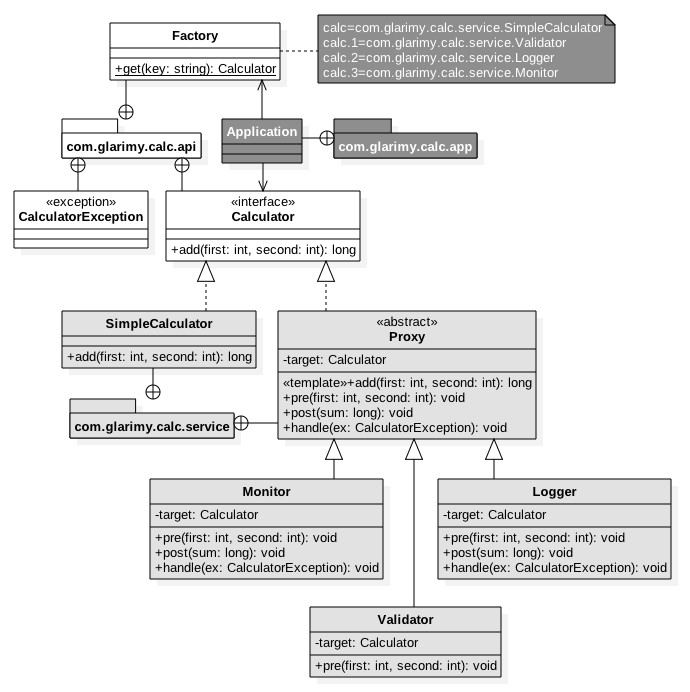 Factory
+get(key: string): Calculator
calc=com.glarimy.calc.service.SimpleCalculator
calc.1=com.glarimy.calc.service.Validator
calc.2=com.glarimy.calc.service.Logger
calc.3=com.glarimy.calc.service.Monitor
com.glarimy.calc.api
Application
com.glarimy.calc.app
«exception»
CalculatorException
«interface»
Calculator
+add(first: int, second: int): long
SimpleCalculator
+add(first: int, second: int): long
«abstract»
Proxy
-target: Calculator
«template»+add(first: int, second: int): long
+pre(first: int, second: int): void
+post(sum: long): void
+handle(ex: CalculatorException): void
com.glarimy.calc.service
Monitor
-target: Calculator
+pre(first: int, second: int): void
+post(sum: long): void
+handle(ex: CalculatorException): void
Logger
-target: Calculator
+pre(first: int, second: int): void
+post(sum: long): void
+handle(ex: CalculatorException): void
Validator
-target: Calculator
+pre(first: int, second: int): void